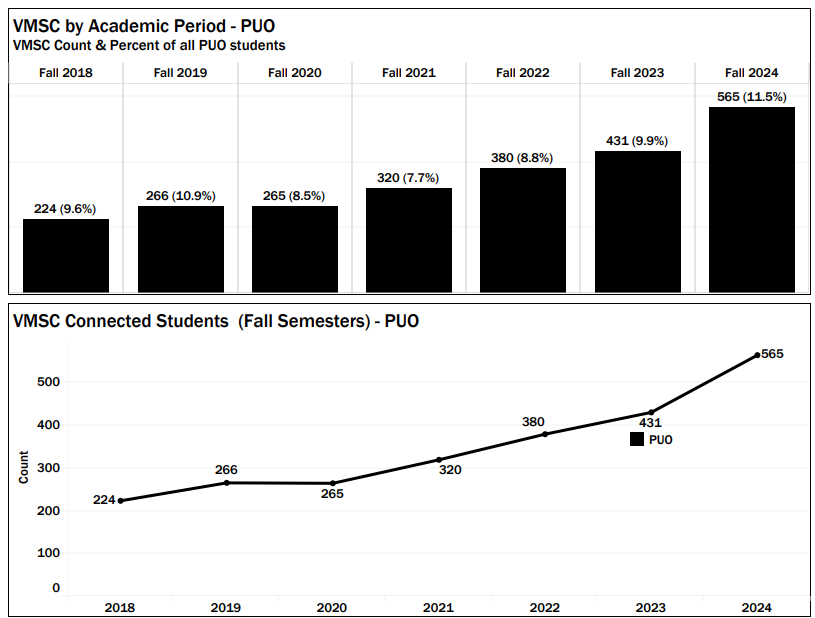 VMSC by Academic Period - PUO
VMSC Count & Percent of all PUO students
Fall 2018 Fall 2019 Fall 2020 Fall 2021 Fall 2022 Fall 2023 Fall 2024
565 (11.5%)
431 (9.9%)
380 (8.8%)
320 (7.7%)
266 (10.9%) 265 (8.5%)
224 (9.6%)
VMSC Connected Students (Fall Semesters) - PUO
565
500
400
380
431
PUO
Count
300
266
320
265
224
200
100
0
2018 2019 2020 2021 2022 2023 2024